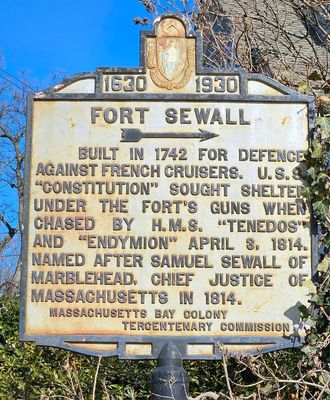 1630 1930
FORT SEWALL
BUILT IN 1742 FOR DEFENCE
AGAINST FRENCH CRUISERS. U.S.S.
"CONSTITUTION" SOUGHT SHELTER
UNDER THE FORT'S GUNS WHEN
CHASED BY H.M.S. "TENEDOS"
AND "ENDYMION" APRIL 3, 1814.
NAMED AFTER SAMUEL SEWALL OF
MARBLEHEAD, CHIEF JUSTICE OF
MASSACHUSETTS IN 1814.
MASSACHUSETTS BAY COLONY
TERCENTENARY COMMISSION